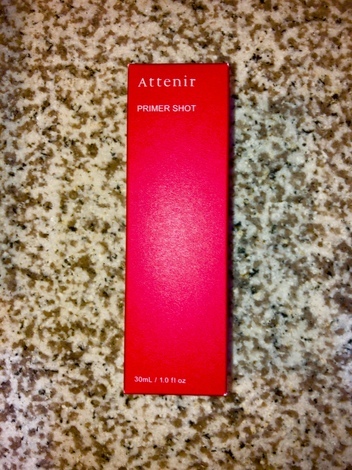 Attenir
PRIMER SHOT
30mL / 1.0 fl oz